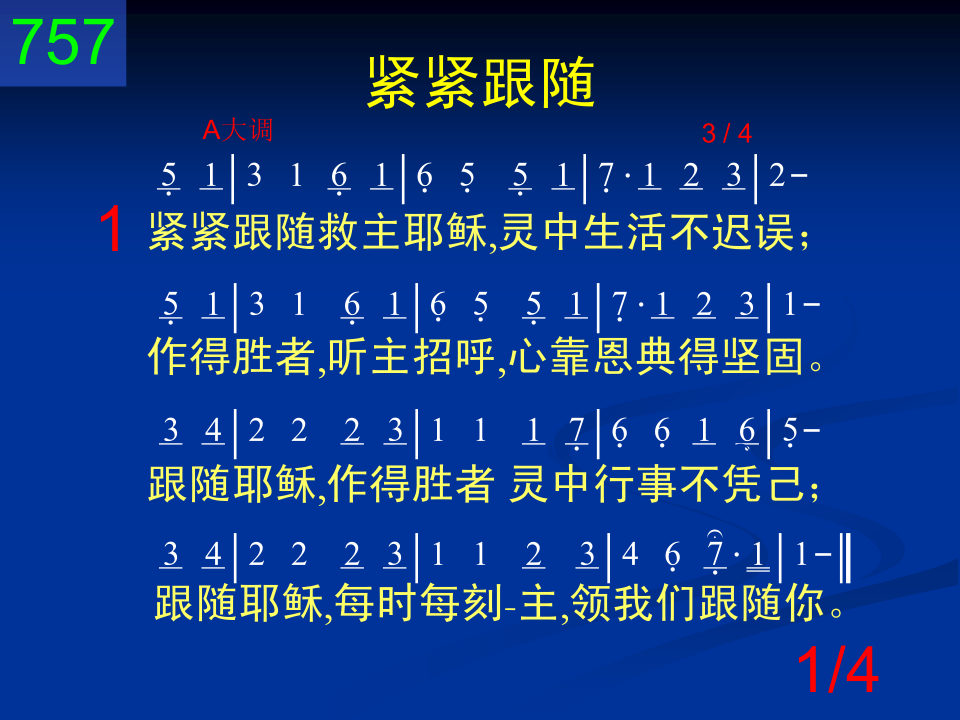 757
紧紧跟随
A大调 3 / 4
5̣ 1 | 3 1 6̣ 1 | 6̣ 5̣ 5̣ 1 | 7̣ · 1 2 3 | 2 –
1 紧紧跟随救主耶稣,灵中生活不迟误；
5̣ 1 | 3 1 6̣ 1 | 6̣ 5̣ 5̣ 1 | 7̣ · 1 2 3 | 1 –
作得胜者,听主招呼,心靠恩典得坚固。
3 4 | 2 2 2 3 | 1 1 1 7̣ | 6̣ 6̣ 1 6̣ | 5̣ –
跟随耶稣,作得胜者 灵中行事不凭己；
3 4 | 2 2 2 3 | 1 1 2 3 | 4 6̣ 7̣ · 1 | 1 – ‖
跟随耶稣,每时每刻-主,领我们跟随你。
1/4